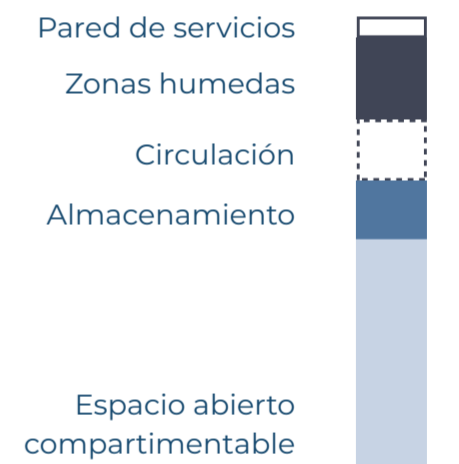 Pared de servicios
Zonas humedas
Circulación
Almacenamiento
Espacio abierto
compartimentable